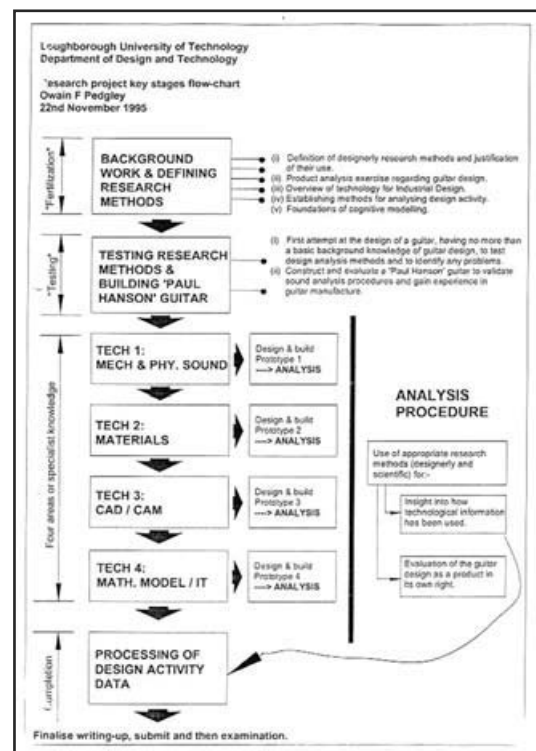 Loughborough University of Technology
Department of Design and Technology
Research project key stages flow-chart
Owain F Pedgley
22nd November 1995
"Fertilization"
BACKGROUND
WORK & DEFINING
RESEARCH
METHODS
(i) Definition of designerly research methods and justification
of their use.
(ii) Product analysis exercise regarding guitar design.
(iii) Overview of technology for Industrial Design.
(iv) Establishing methods for analysing design activity.
(v) Foundations of cognitive modelling.
"Testing"
TESTING RESEARCH
METHODS &
BUILDING 'PAUL
HANSON' GUITAR
(i) First attempt at the design of a guitar, having no more than
a basic background knowledge of guitar design, to test
design analysis methods and to identify any problems.
(ii) Construct and evaluate a 'Paul Hanson' guitar to validate
sound analysis procedures and gain experience in
guitar manufacture.
Four areas or specialist knowledge
TECH 1:
MECH & PHY. SOUND
Design & build
Prototype 1
---> ANALYSIS
TECH 2:
MATERIALS
Design & build
Prototype 2
---> ANALYSIS
TECH 3:
CAD / CAM
Design & build
Prototype 3
---> ANALYSIS
TECH 4:
MATH. MODEL / IT
Design & build
Prototype 4
---> ANALYSIS
ANALYSIS
PROCEDURE
Use of appropriate research
methods (designerly and
scientific) for:-
Insight into how
technological information
has been used.
Evaluation of the guitar
design as a product in
its own right.
Completion
PROCESSING OF
DESIGN ACTIVITY
DATA
Finalise writing-up, submit and then examination.